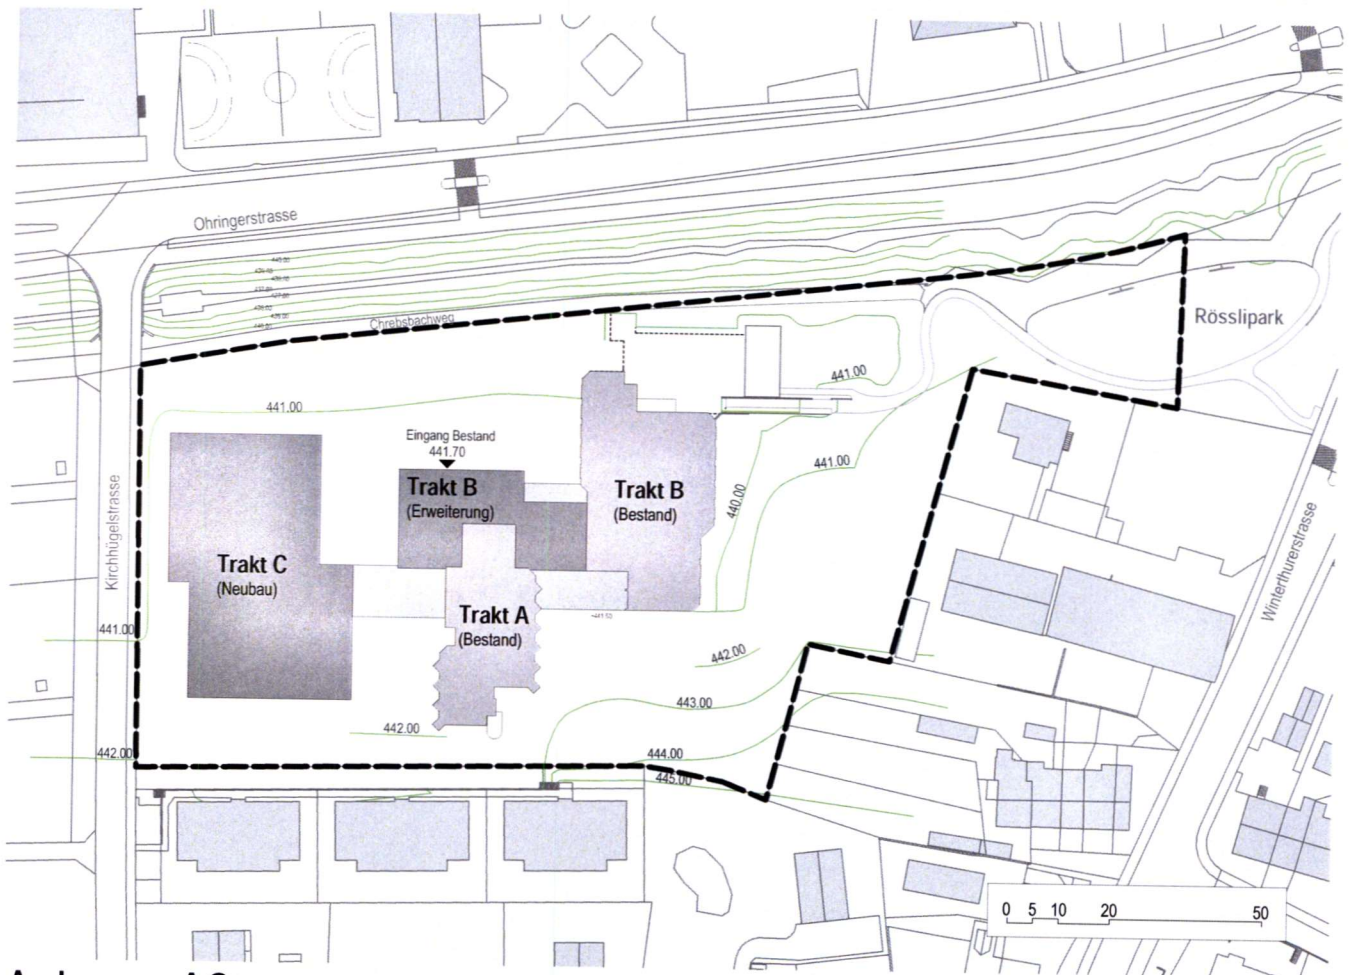 Ohringerstrasse
Chrebsbachweg
Rösslipark
441.00
441.00
Eingang Bestand
441.70
441.00
Trakt B
(Erweiterung)
Trakt B
(Bestand)
440.00
Kirchhügelstrasse
Winterthurerstrasse
Trakt C
(Neubau)
Trakt A
(Bestand)
441.00
442.00
443.00
442.00
442.00
444.00
445.00
0 5 10 20 50